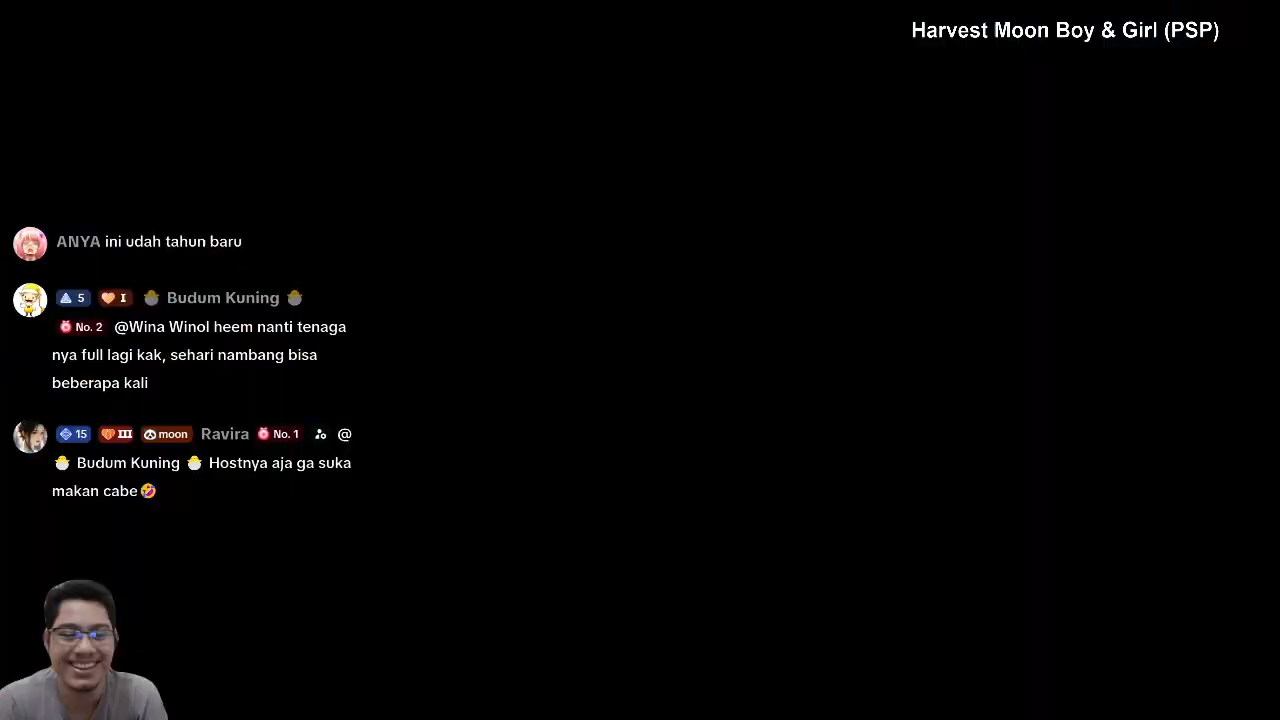 Harvest Moon Boy & Girl (PSP)
ANYA ini udah tahun baru
5 I 🐣 Budum Kuning 🐣
No. 2 @Wina Winol heem nanti tenaga
nya full lagi kak, sehari nambang bisa
beberapa kali
15 III moon Ravira No. 1 @
🐣 Budum Kuning 🐣 Hostnya aja ga suka
makan cabe🤣